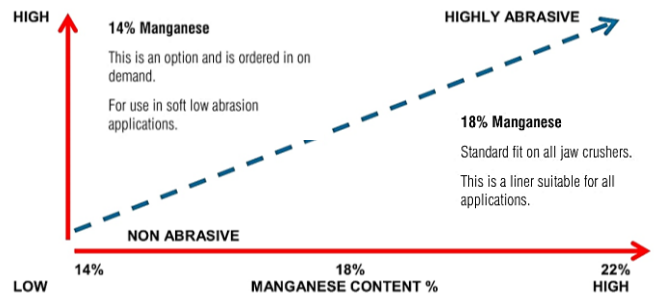 HIGH
14% Manganese
This is an option and is ordered in on
demand.
For use in soft low abrasion
applications.
HIGHLY ABRASIVE
18% Manganese
Standard fit on all jaw crushers.
This is a liner suitable for all
applications.
NON ABRASIVE
14%
18%
22%
LOW
MANGANESE CONTENT %
HIGH